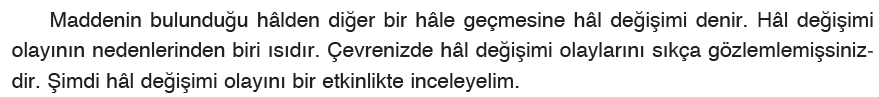 Maddenin bulunduğu hâlden diğer bir hâle geçmesine hâl değişimi denir. Hâl değişimi
olayının nedenlerinden biri ısıdır. Çevrenizde hâl değişimi olaylarını sıkça gözlemlemişsiniz-
dir. Şimdi hâl değişimi olayını bir etkinlikte inceleyelim.